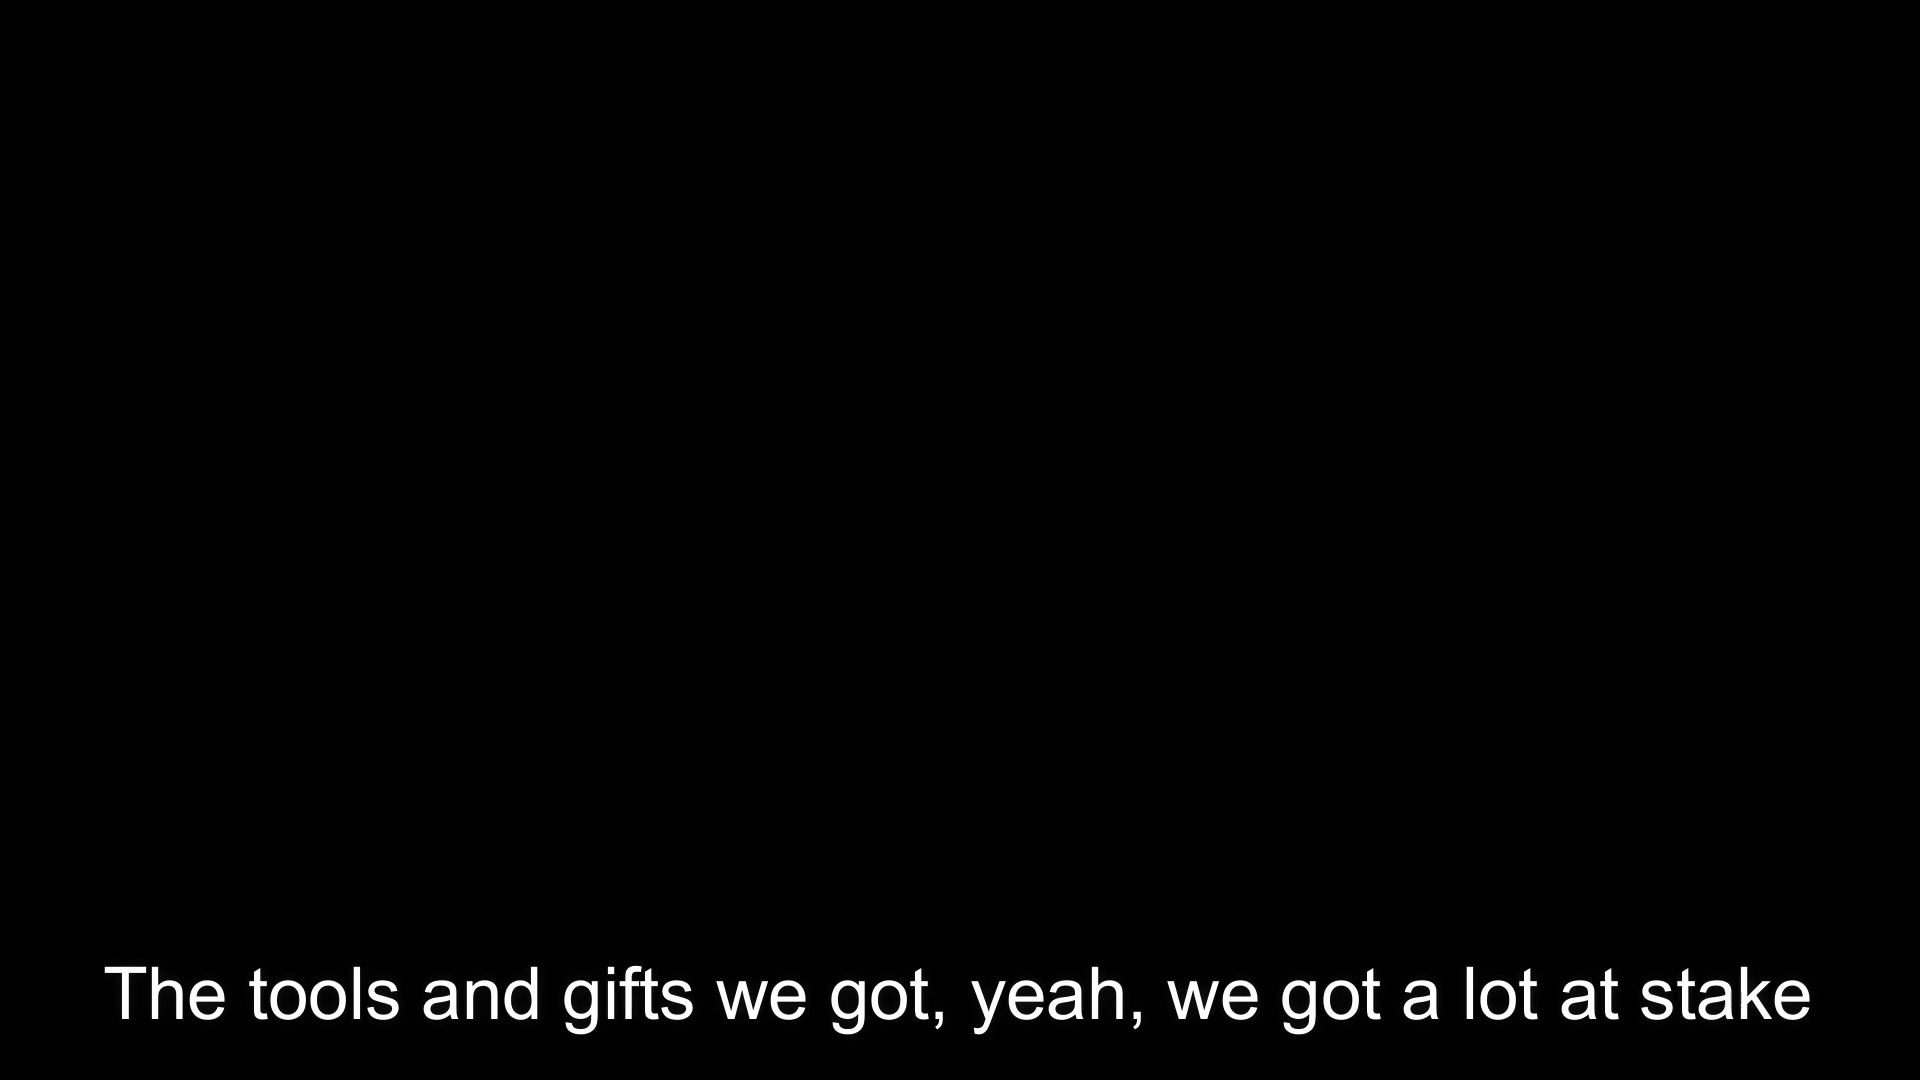 The tools and gifts we got, yeah, we got a lot at stake